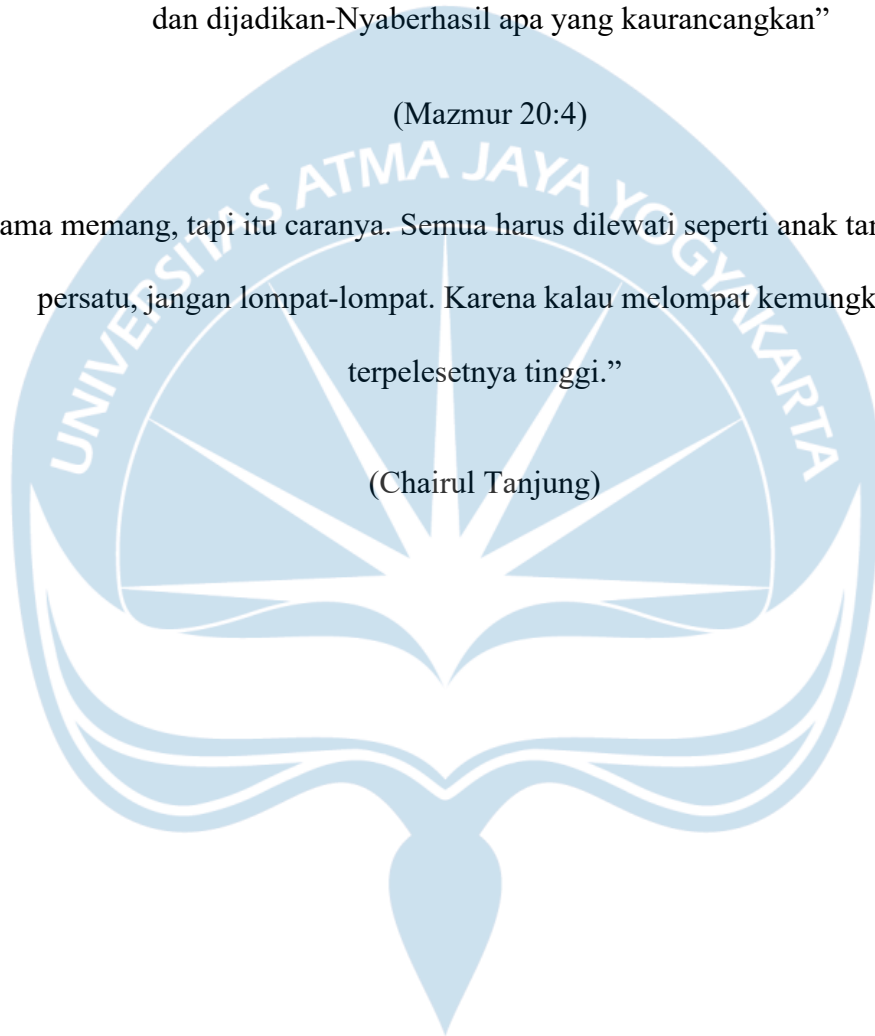 dan dijadikan-Nyaberhasil apa yang kaurancangkan”
(Mazmur 20:4)
UNIVERSITAS ATMA JAYA YOGYAKARTA
ama memang, tapi itu caranya. Semua harus dilewati seperti anak tan
persatu, jangan lompat-lompat. Karena kalau melompat kemungk
terpelesetnya tinggi.”
(Chairul Tanjung)